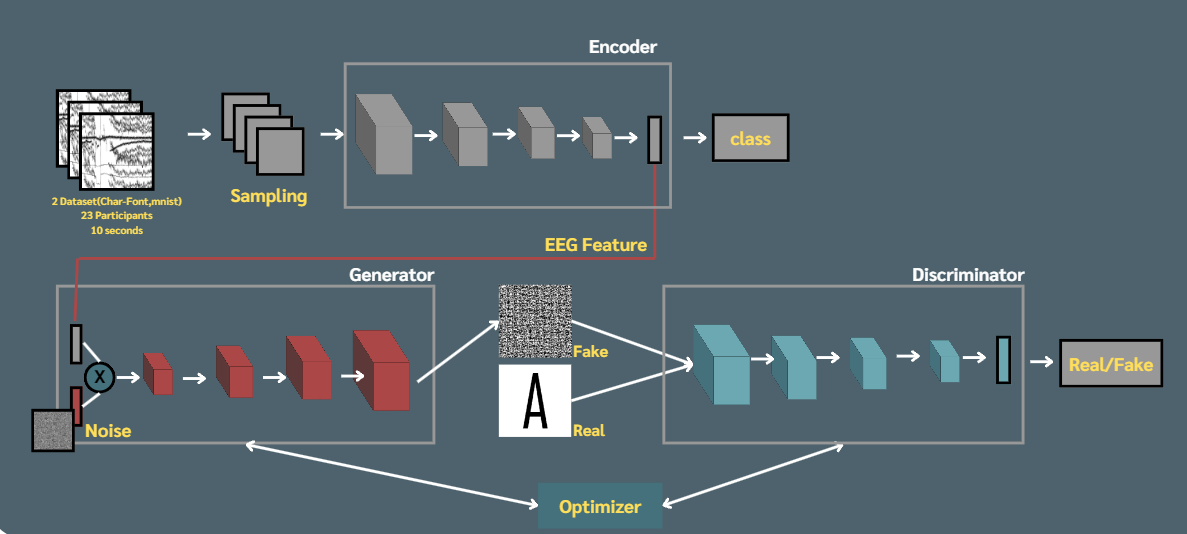 Encoder
class
2 Dataset(Char-Font,mnist)
23 Participants
10 seconds
Sampling
EEG Feature
Generator
Discriminator
X
Noise
Fake
A
Real
Real/Fake
Optimizer